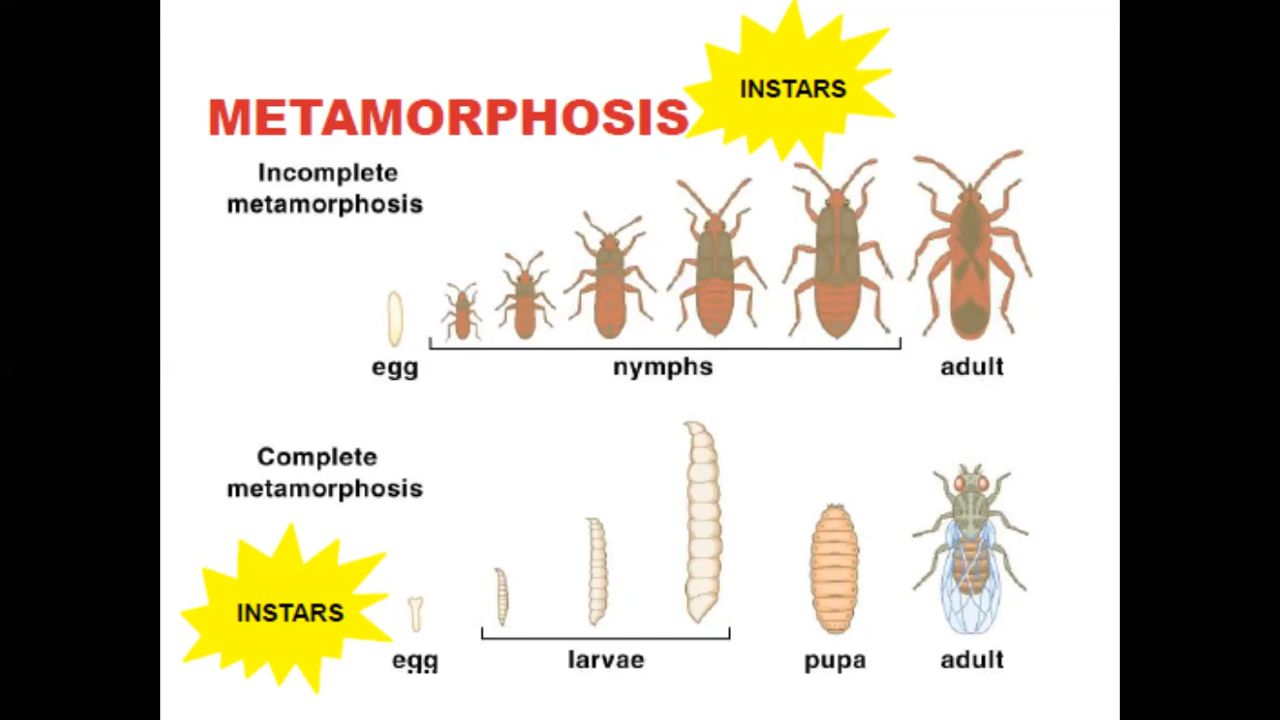 INSTARS
METAMORPHOSIS
Incomplete
metamorphosis
egg
nymphs
adult
Complete
metamorphosis
INSTARS
egg
larvae
pupa
adult